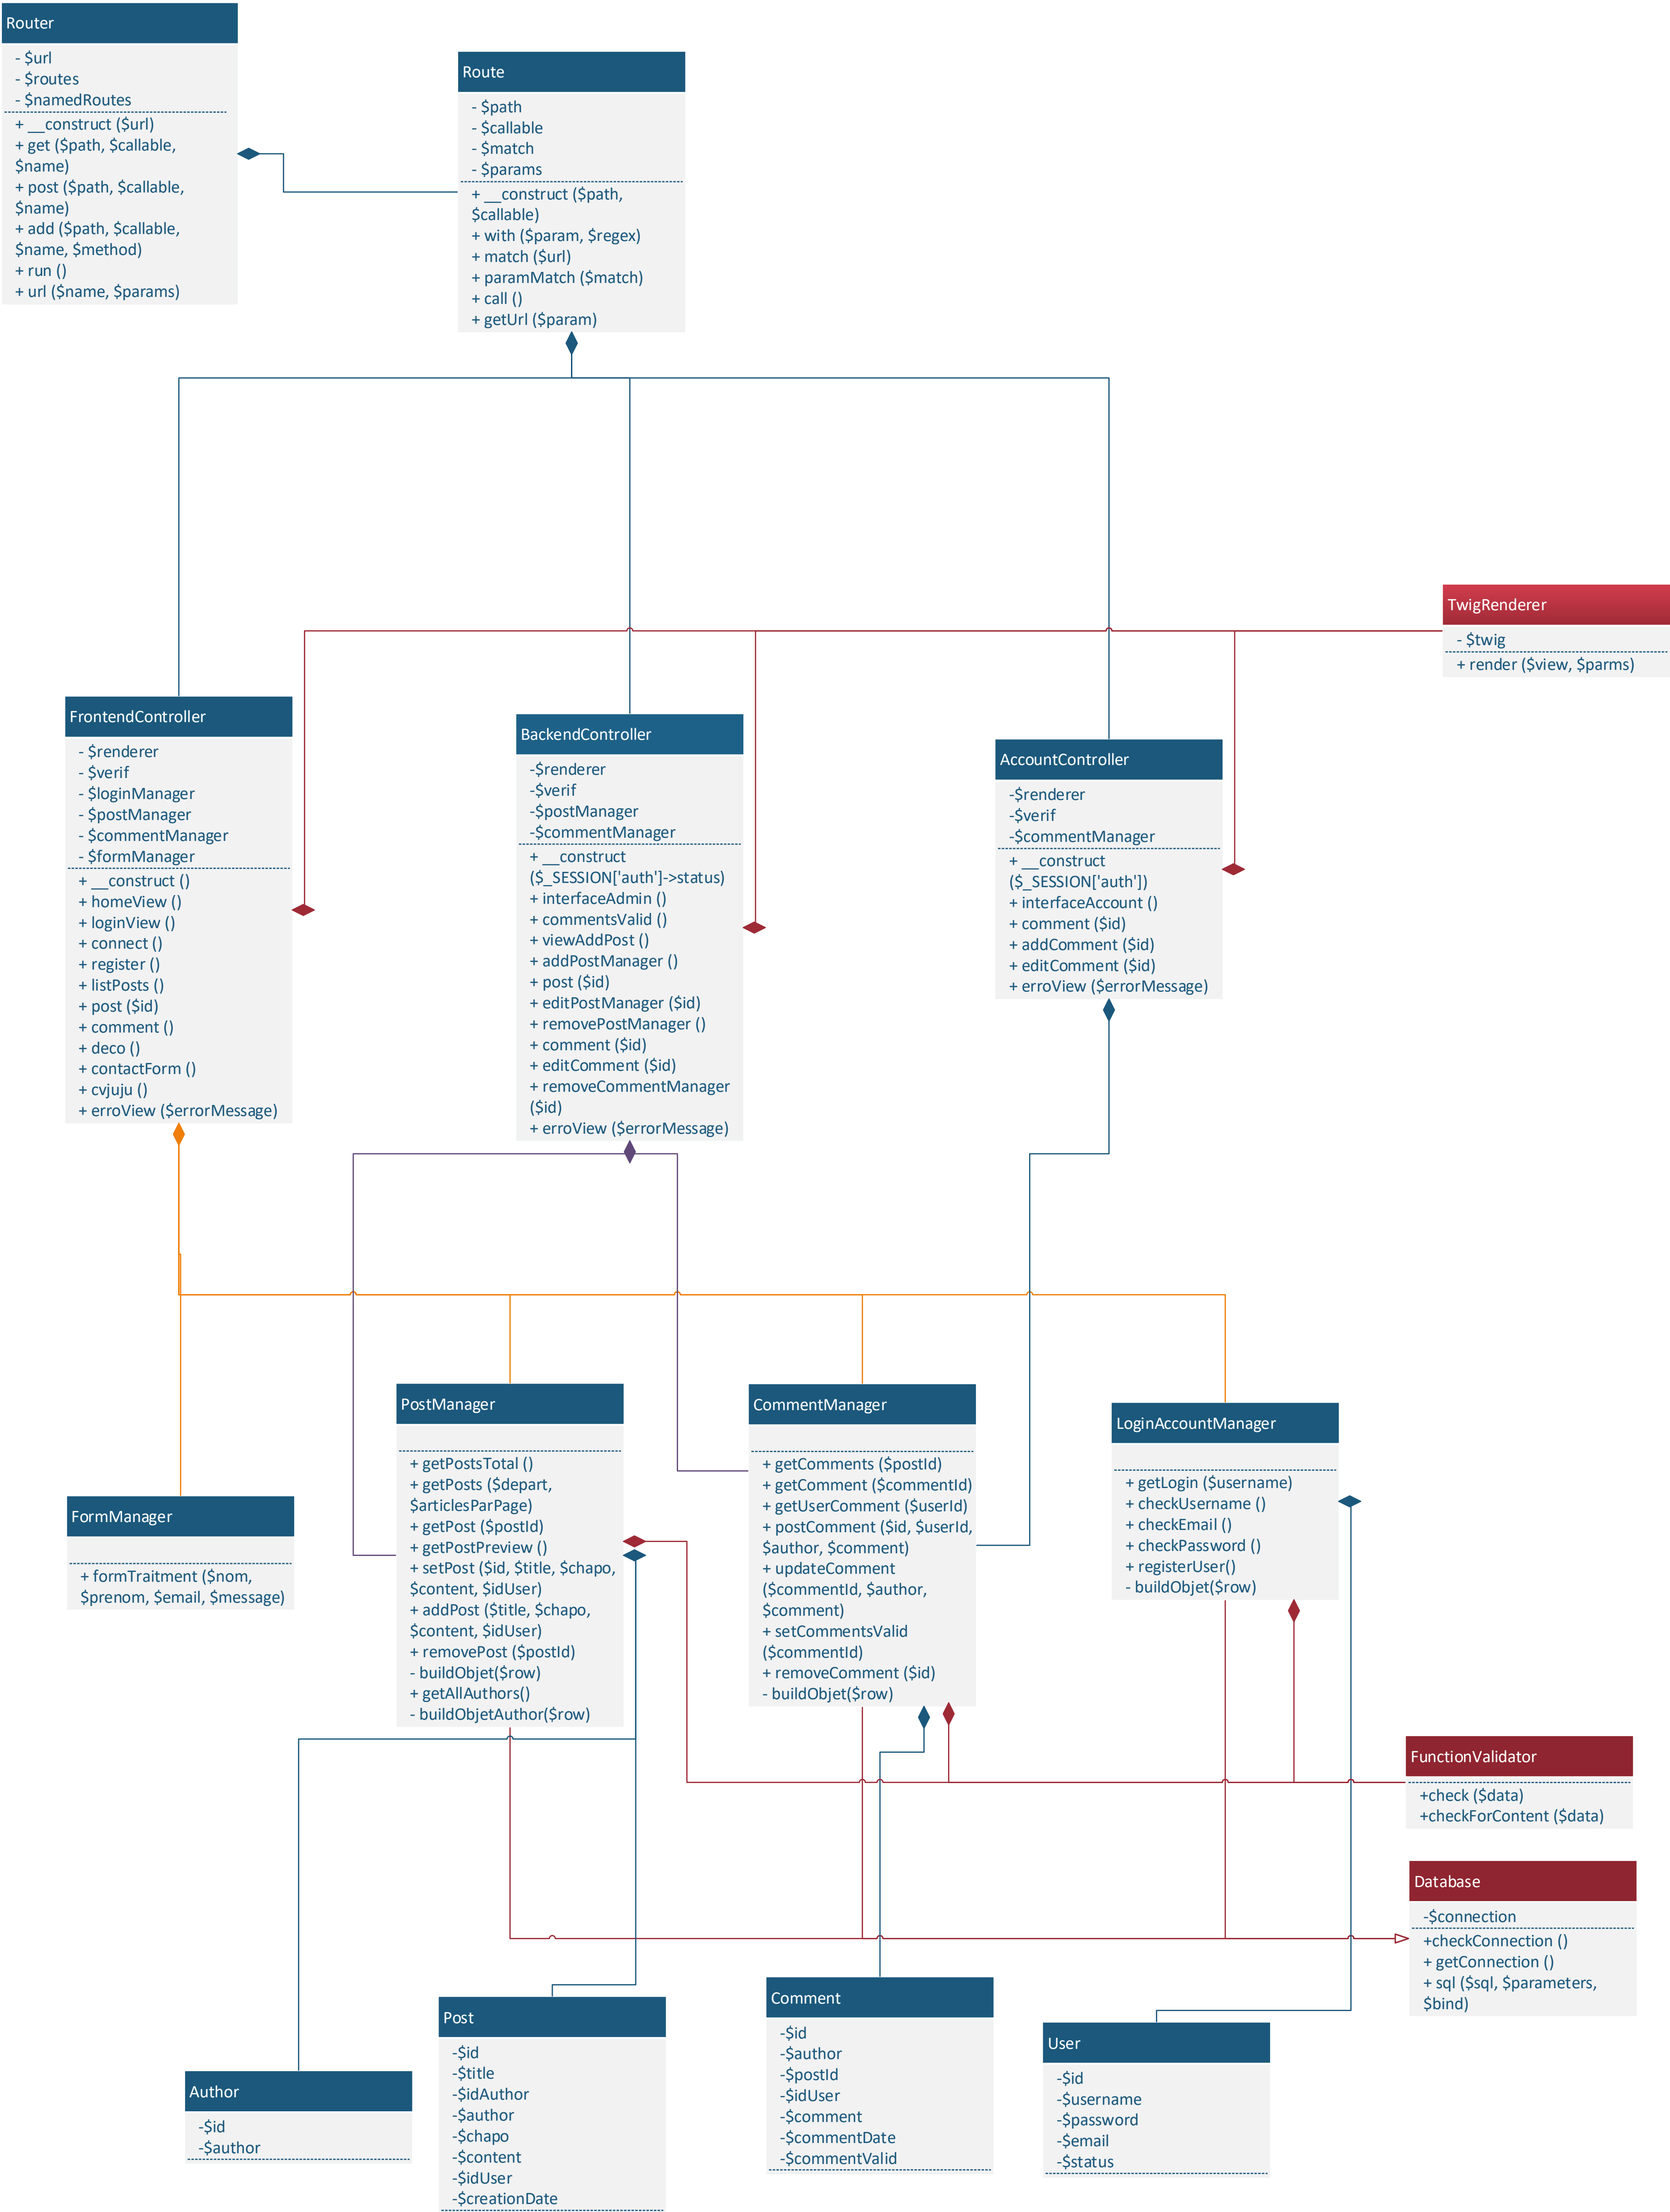 Router
- $url
- $routes
- $namedRoutes
+ __construct ($url)
+ get ($path, $callable,
$name)
+ post ($path, $callable,
$name)
+ add ($path, $callable,
$name, $method)
+ run ()
+ url ($name, $params)
Route
- $path
- $callable
- $match
- $params
+ __construct ($path,
$callable)
+ with ($param, $regex)
+ match ($url)
+ paramMatch ($match)
+ call ()
+ getUrl ($param)
TwigRenderer
- $twig
+ render ($view, $parms)
FrontendController
- $renderer
- $verif
- $loginManager
- $postManager
- $commentManager
- $formManager
+ __construct ()
+ homeView ()
+ loginView ()
+ connect ()
+ register ()
+ listPosts ()
+ post ($id)
+ comment ()
+ deco ()
+ contactForm ()
+ cvjuju ()
+ erroView ($errorMessage)
BackendController
-$renderer
-$verif
-$postManager
-$commentManager
+ __construct
($_SESSION['auth']->status)
+ interfaceAdmin ()
+ commentsValid ()
+ viewAddPost ()
+ addPostManager ()
+ post ($id)
+ editPostManager ($id)
+ removePostManager ()
+ comment ($id)
+ editComment ($id)
+ removeCommentManager
($id)
+ erroView ($errorMessage)
AccountController
-$renderer
-$verif
-$commentManager
+ __construct
($_SESSION['auth'])
+ interfaceAccount ()
+ comment ($id)
+ addComment ($id)
+ editComment ($id)
+ erroView ($errorMessage)
FormManager
+ formTraitment ($nom,
$prenom, $email, $message)
PostManager
+ getPostsTotal ()
+ getPosts ($depart,
$articlesParPage)
+ getPost ($postId)
+ getPostPreview ()
+ setPost ($id, $title, $chapo,
$content, $idUser)
+ addPost ($title, $chapo,
$content, $idUser)
+ removePost ($postId)
- buildObjet($row)
+ getAllAuthors()
- buildObjetAuthor($row)
CommentManager
+ getComments ($postId)
+ getComment ($commentId)
+ getUserComment ($userId)
+ postComment ($id, $userId,
$author, $comment)
+ updateComment
($commentId, $author,
$comment)
+ setCommentsValid
($commentId)
+ removeComment ($id)
- buildObjet($row)
LoginAccountManager
+ getLogin ($username)
+ checkUsername ()
+ checkEmail ()
+ checkPassword ()
+ registerUser()
- buildObjet($row)
FunctionValidator
+check ($data)
+checkForContent ($data)
Database
-$connection
+checkConnection ()
+ getConnection ()
+ sql ($sql, $parameters,
$bind)
Author
-$id
-$author
Post
-$id
-$title
-$idAuthor
-$author
-$chapo
-$content
-$idUser
-$creationDate
Comment
-$id
-$author
-$postId
-$idUser
-$comment
-$commentDate
-$commentValid
User
-$id
-$username
-$password
-$email
-$status